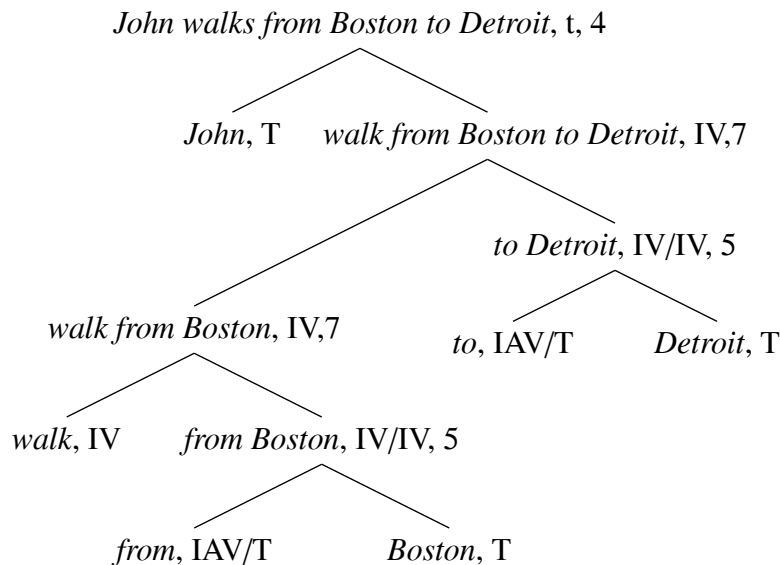 John walks from Boston to Detroit, t, 4
John, T
walk from Boston to Detroit, IV,7
to Detroit, IV/IV, 5
walk from Boston, IV,7
to, IAV/T
Detroit, T
walk, IV
from Boston, IV/IV, 5
from, IAV/T
Boston, T